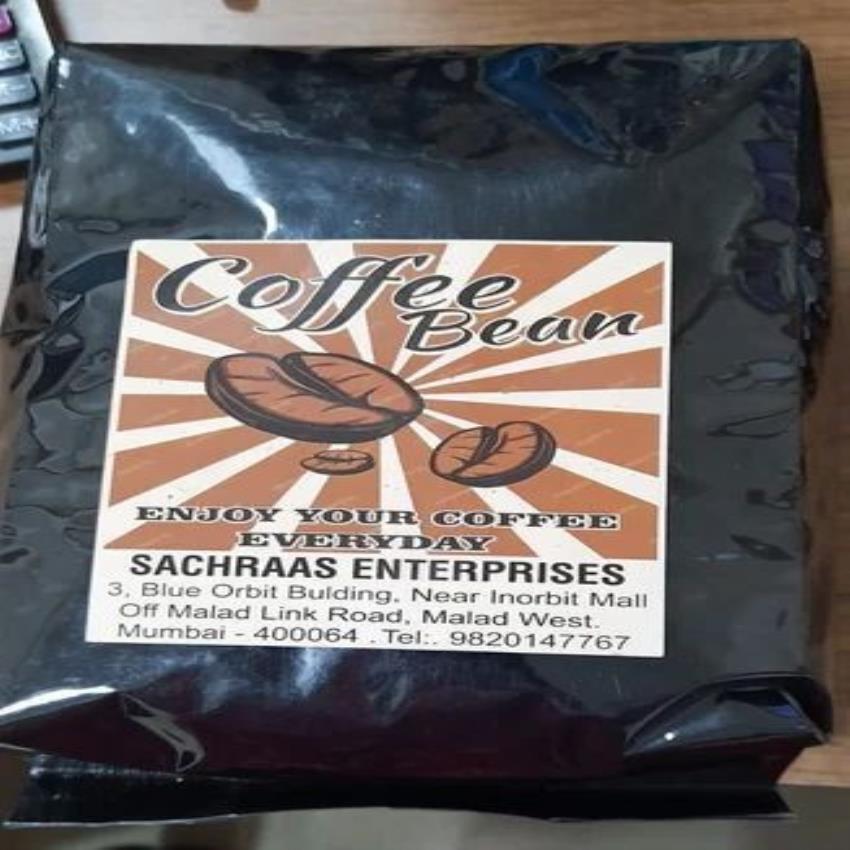 Coffee
Bean
ENJOY YOUR COFFEE
EVERYDAY
SACHRAAS ENTERPRISES
3, Blue Orbit Bulding, Near Inorbit Mall
Off Malad Link Road, Malad West.
Mumbai - 400064 .Tel:. 9820147767